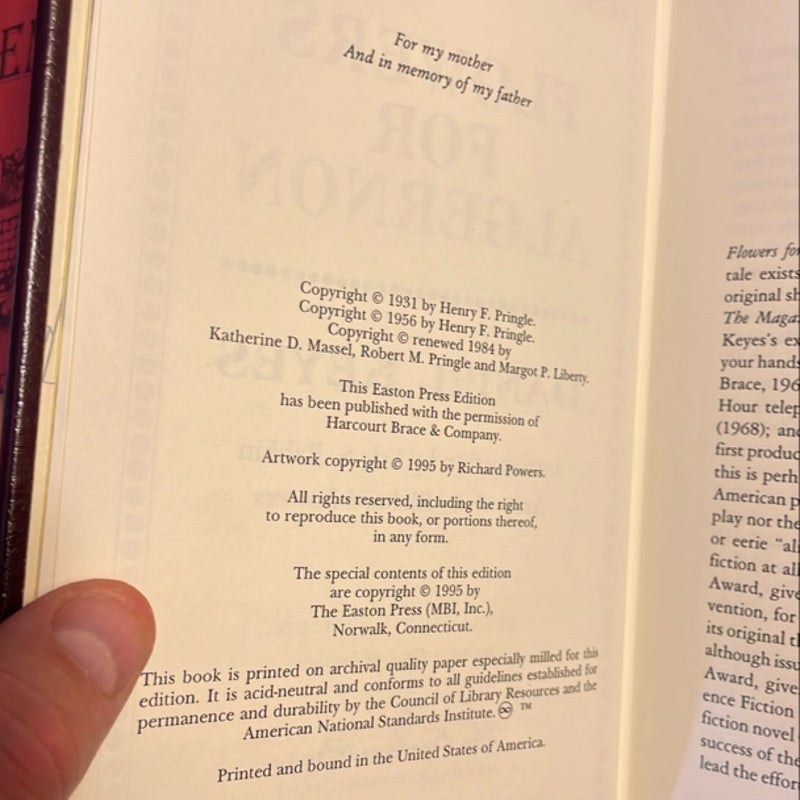 For my mother
And in memory of my father
Copyright © 1931 by Henry F. Pringle.
Copyright © 1956 by Henry F. Pringle.
Copyright © renewed 1984 by
Katherine D. Massel, Robert M. Pringle and Margot P. Liberty.
This Easton Press Edition
has been published with the permission of
Harcourt Brace & Company.
Artwork copyright © 1995 by Richard Powers.
All rights reserved, including the right
to reproduce this book, or portions thereof,
in any form.
The special contents of this edition
are copyright © 1995 by
The Easton Press (MBI, Inc.),
Norwalk, Connecticut.
This book is printed on archival quality paper especially milled for this
edition. It is acid-neutral and conforms to all guidelines established for
permanence and durability by the Council of Library Resources and the
American National Standards Institute. ♾ ™
Printed and bound in the United States of America.
FLOWERS
FOR
ALGERNON
Flowers for
tale exists
original sh
The Maga
Keyes's ex
your hands
Brace, 196
Hour telep
(1968); and
first produc
this is perh
American p
play nor the
or eerie "al
fiction at all
Award, give
vention, for
its original t
although issu
Award, give
ence Fiction
fiction novel
success of the
lead the effor